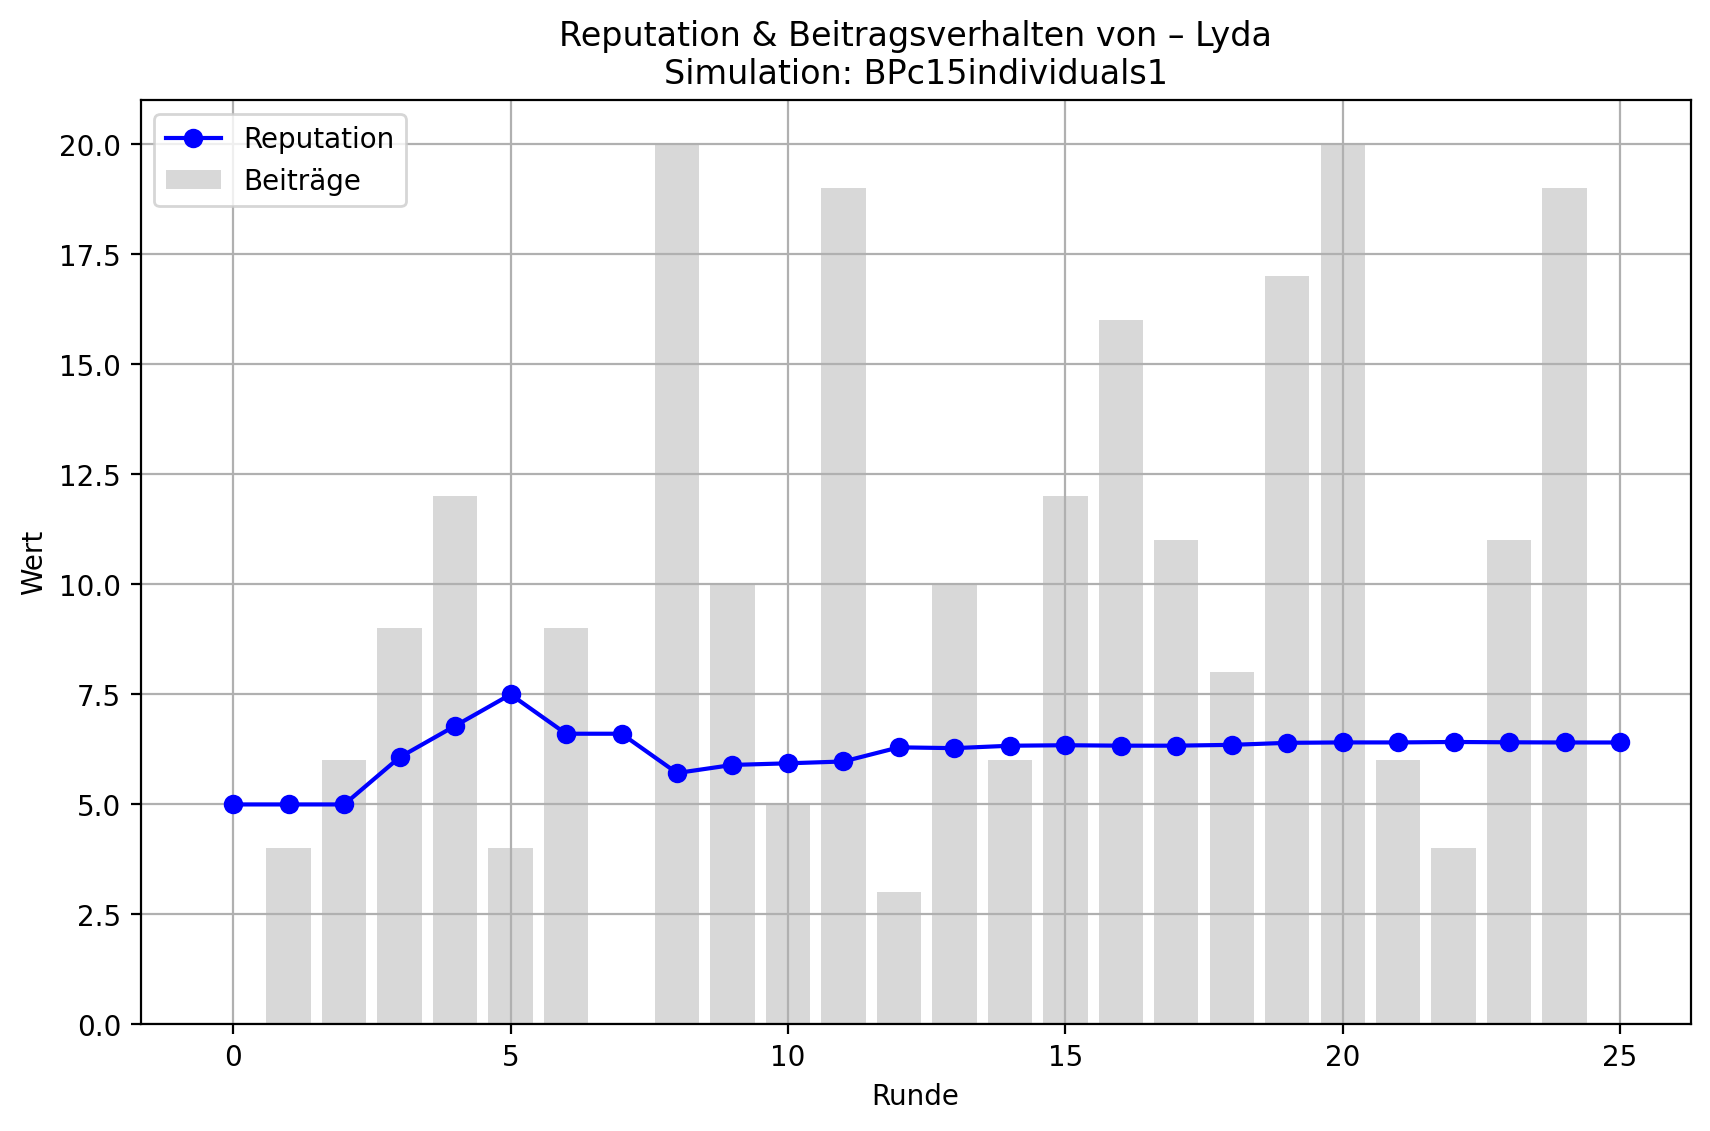 Reputation & Beitragsverhalten von – Lyda
Simulation: BPc15individuals1
Reputation
Beiträge
20.0
17.5
15.0
12.5
10.0
7.5
5.0
2.5
0.0
Wert
0 5 10 15 20 25
Runde